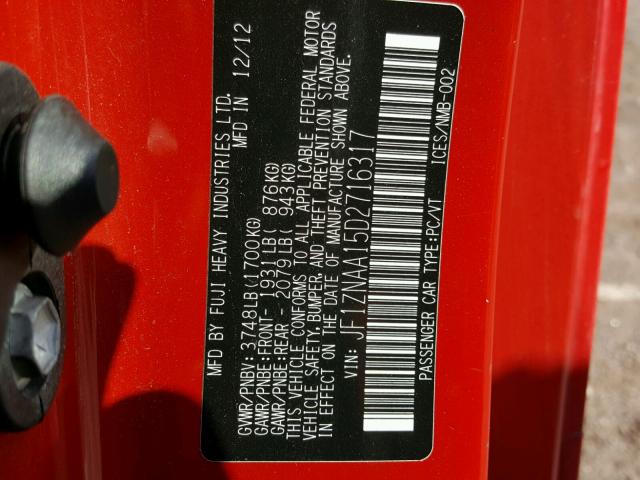 MFD BY FUJI HEAVY INDUSTRIES LTD.
MFD IN 12/12
GVWR/PNBV: 3748LB(1700KG)
GAWR/PNBE:FRONT- 1931LB( 876KG)
GAWR/PNBE:REAR - 2079LB( 943KG)
THIS VEHICLE CONFORMS TO ALL APPLICABLE FEDERAL MOTOR
VEHICLE SAFETY,BUMPER,AND THEFT PREVENTION STANDARDS
IN EFFECT ON THE DATE OF MANUFACTURE SHOWN ABOVE.
VIN: JF1ZNAA15D2716317
PASSENGER CAR TYPE:PC/VT ICES/NMB-002